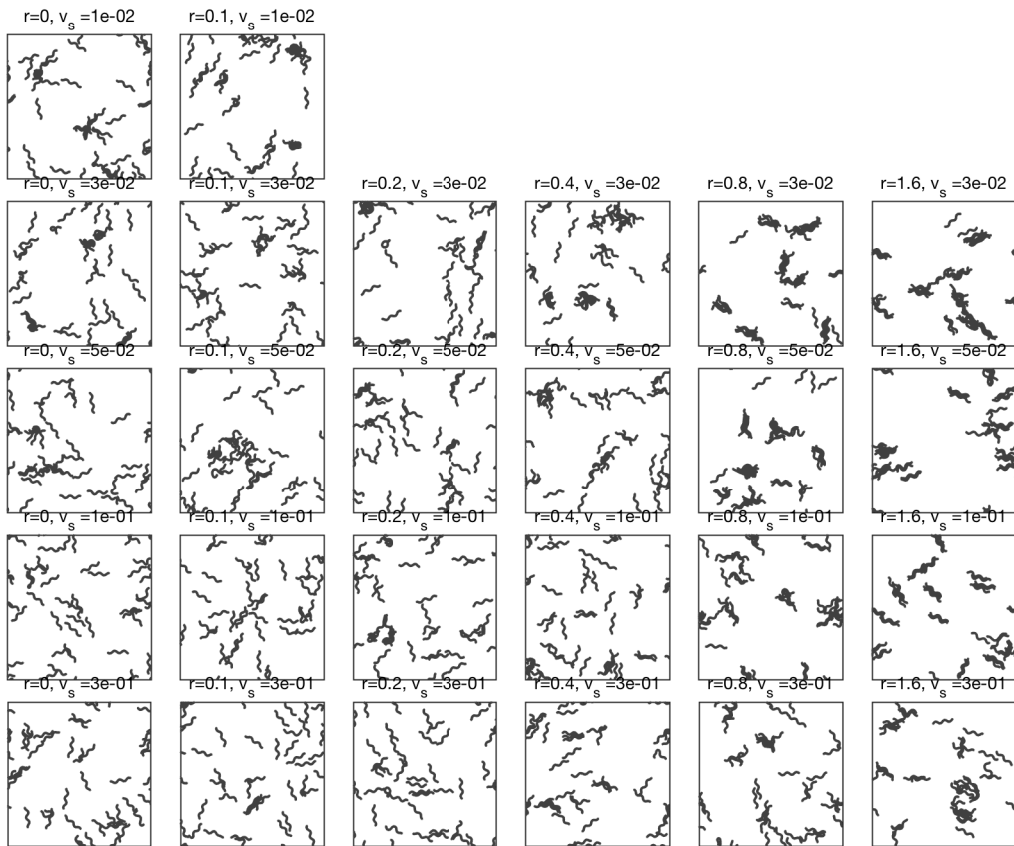 r=0, v_s =1e-02
r=0.1, v_s =1e-02
r=0, v_s =3e-02
r=0.1, v_s =3e-02
r=0.2, v_s =3e-02
r=0.4, v_s =3e-02
r=0.8, v_s =3e-02
r=1.6, v_s =3e-02
r=0, v_s =5e-02
r=0.1, v_s =5e-02
r=0.2, v_s =5e-02
r=0.4, v_s =5e-02
r=0.8, v_s =5e-02
r=1.6, v_s =5e-02
r=0, v_s =1e-01
r=0.1, v_s =1e-01
r=0.2, v_s =1e-01
r=0.4, v_s =1e-01
r=0.8, v_s =1e-01
r=1.6, v_s =1e-01
r=0, v_s =3e-01
r=0.1, v_s =3e-01
r=0.2, v_s =3e-01
r=0.4, v_s =3e-01
r=0.8, v_s =3e-01
r=1.6, v_s =3e-01